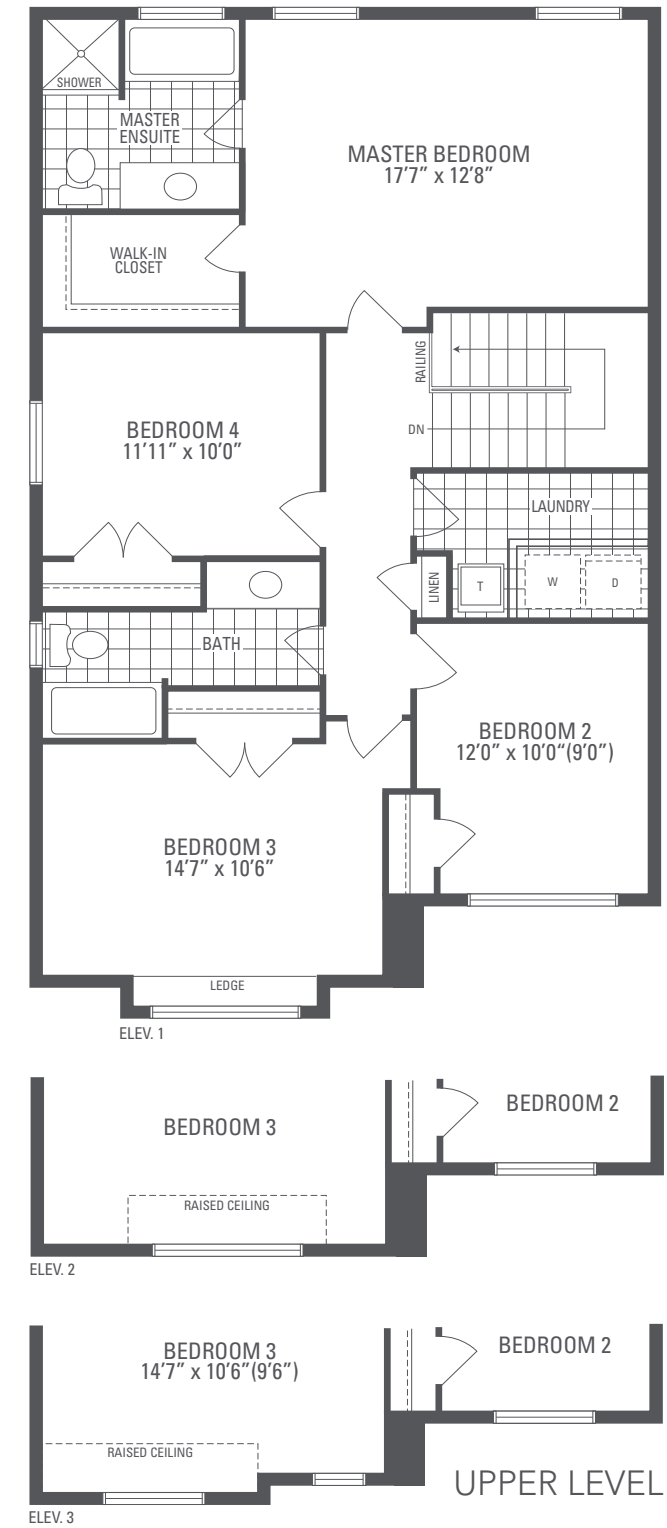 SHOWER
MASTER
ENSUITE
MASTER BEDROOM
17'7" x 12'8"
WALK-IN
CLOSET
RAILING
DN
BEDROOM 4
11'11" x 10'0"
LAUNDRY
LINEN
T
W
D
BATH
BEDROOM 2
12'0" x 10'0"(9'0")
BEDROOM 3
14'7" x 10'6"
LEDGE
ELEV. 1
BEDROOM 3
BEDROOM 2
RAISED CEILING
ELEV. 2
BEDROOM 3
14'7" x 10'6"(9'6")
BEDROOM 2
RAISED CEILING
UPPER LEVEL
ELEV. 3